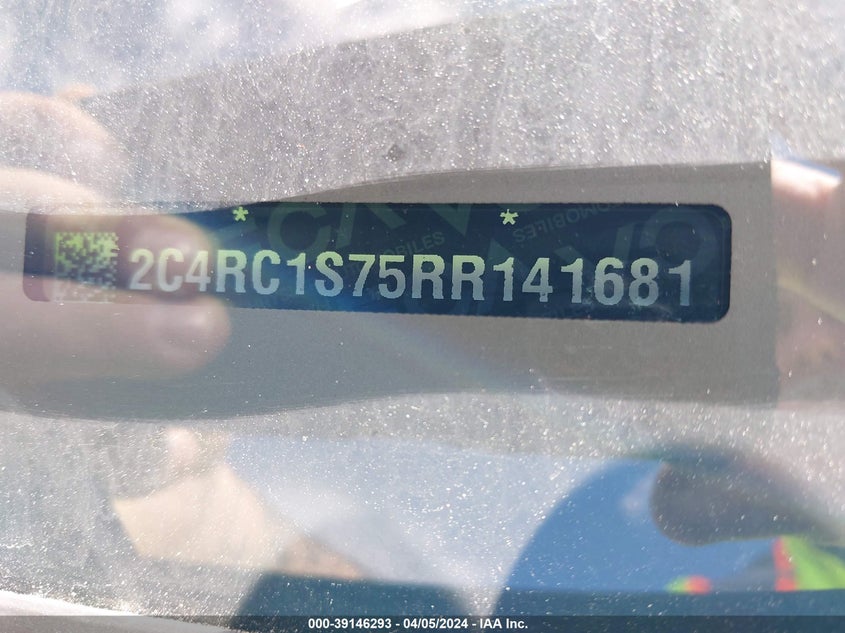 * *
2C4RC1S75RR141681
000-39146293 - 04/05/2024 - IAA Inc.